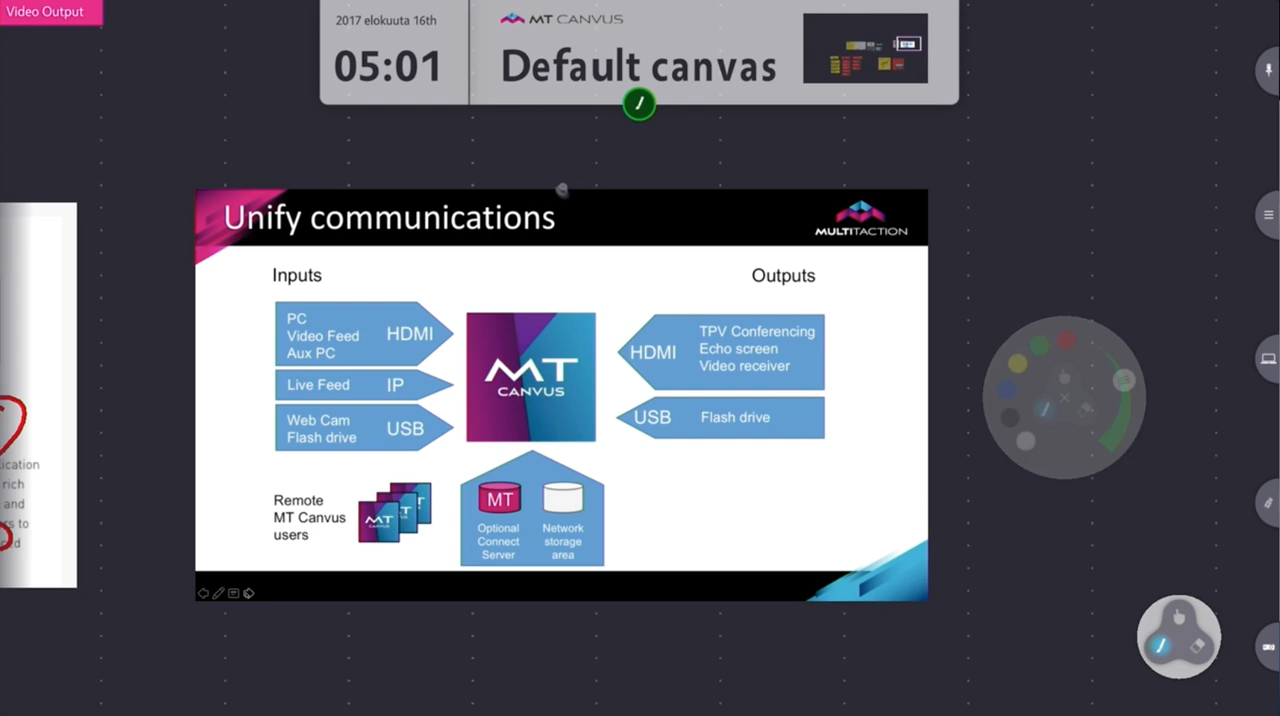 Video Output
2017 elokuuta 16th
05:01
MT CANVUS
Default canvas
Unify communications
MULTITACTION
Inputs
Outputs
PC
Video Feed
Aux PC
HDMI
Live Feed
IP
Web Cam
Flash drive
USB
MT
CANVUS
HDMI
TPV Conferencing
Echo screen
Video receiver
USB
Flash drive
Remote
MT Canvus
users
MT
CANVUS
MT
Optional
Connect
Server
Network
storage
area
ication
rich
and
rs to